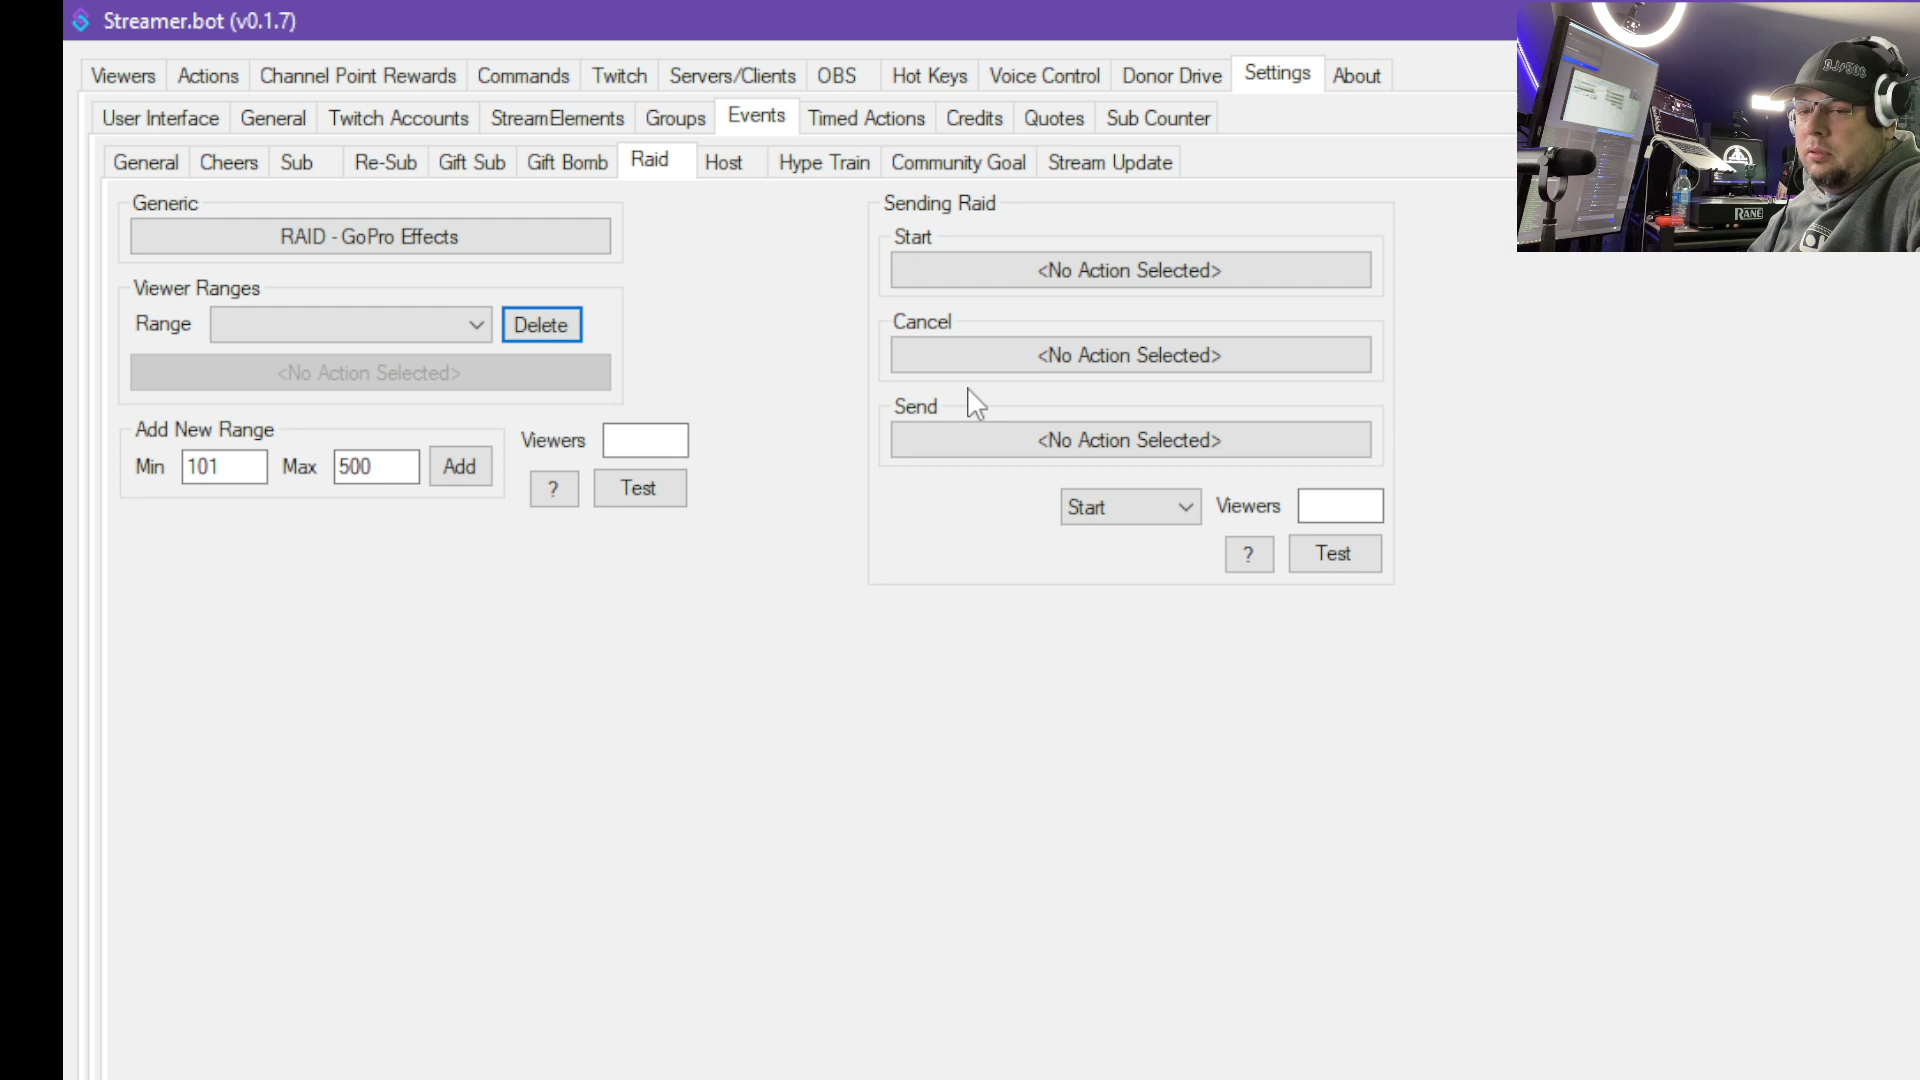 Streamer.bot (v0.1.7)
Viewers Actions Channel Point Rewards Commands Twitch Servers/Clients OBS Hot Keys Voice Control Donor Drive Settings About
User Interface General Twitch Accounts StreamElements Groups Events Timed Actions Credits Quotes Sub Counter
General Cheers Sub Re-Sub Gift Sub Gift Bomb Raid Host Hype Train Community Goal Stream Update
Generic
RAID - GoPro Effects
Viewer Ranges
Range Delete
<No Action Selected>
Add New Range
Min 101 Max 500 Add
Viewers
? Test
Sending Raid
Start
<No Action Selected>
Cancel
<No Action Selected>
Send
<No Action Selected>
Start Viewers
? Test
RANE